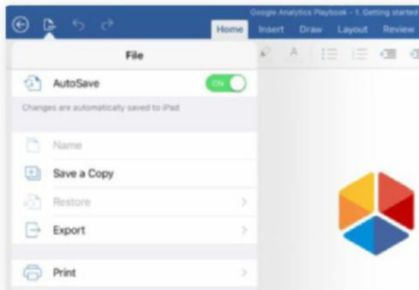 Google Analytics Playbook - 1. Getting started
Home Insert Draw Layout Review
File
A
AutoSave ON
Changes are automatically saved to iPad
Name
Save a Copy
Restore
Export
Print